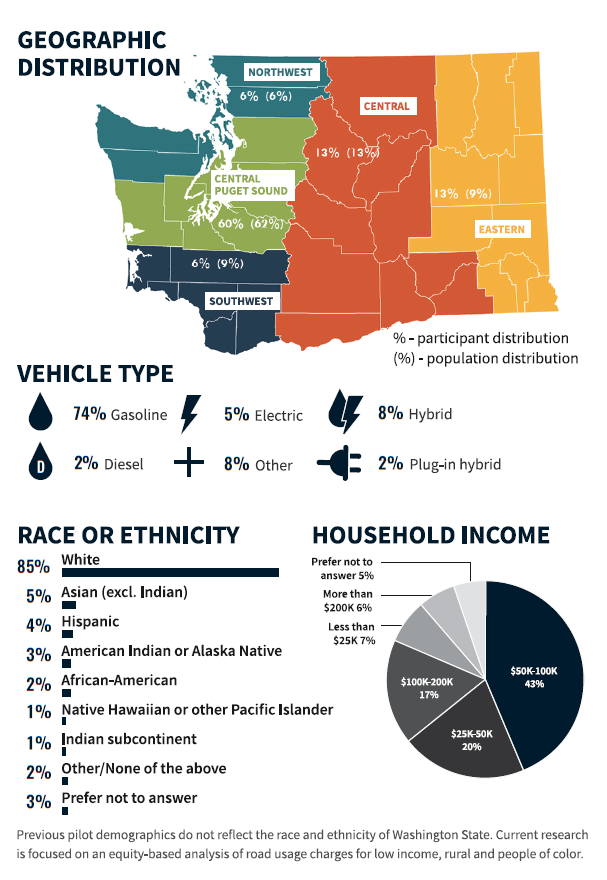 GEOGRAPHIC
DISTRIBUTION
NORTHWEST
6% (6%)
CENTRAL
13% (13%)
CENTRAL
PUGET SOUND
60% (62%)
13% (9%)
EASTERN
6% (9%)
SOUTHWEST
% - participant distribution
(%) - population distribution
VEHICLE TYPE
74% Gasoline
5% Electric
8% Hybrid
D
2% Diesel
8% Other
2% Plug-in hybrid
RACE OR ETHNICITY
85% White
5% Asian (excl. Indian)
4% Hispanic
3% American Indian or Alaska Native
2% African-American
1% Native Hawaiian or other Pacific Islander
1% Indian subcontinent
2% Other/None of the above
3% Prefer not to answer
HOUSEHOLD INCOME
Prefer not to
answer 5%
More than
$200K 6%
Less than
$25K 7%
$100K-200K
17%
$50K-100K
43%
$25K-50K
20%
Previous pilot demographics do not reflect the race and ethnicity of Washington State. Current research
is focused on an equity-based analysis of road usage charges for low income, rural and people of color.